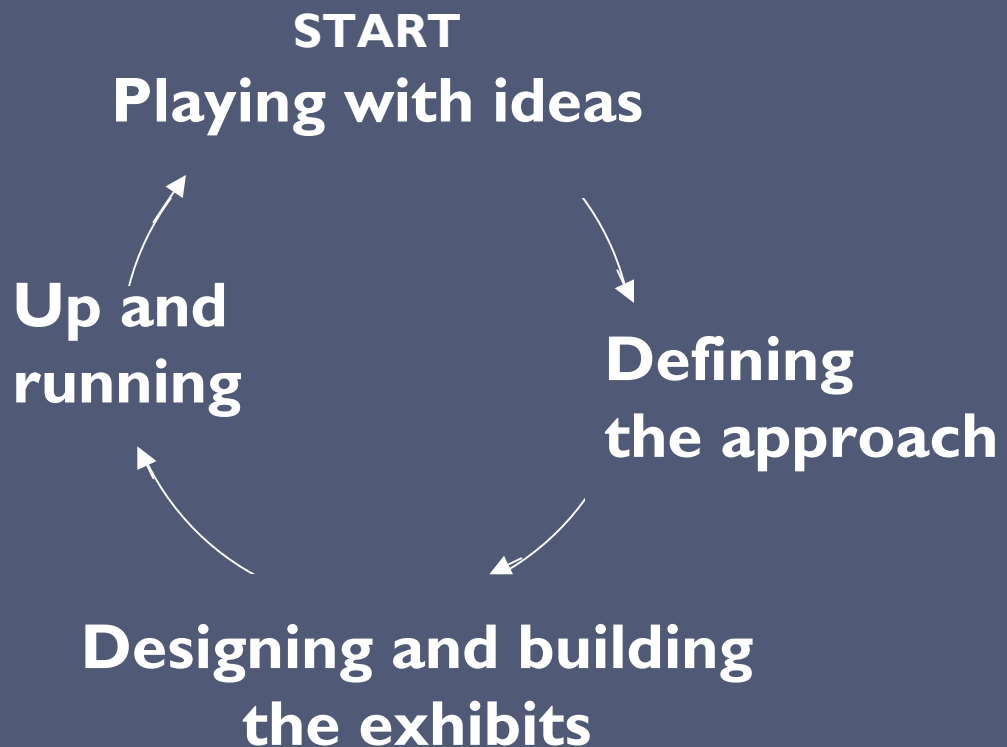 START
Playing with ideas
Defining
the approach
Designing and building
the exhibits
Up and
running